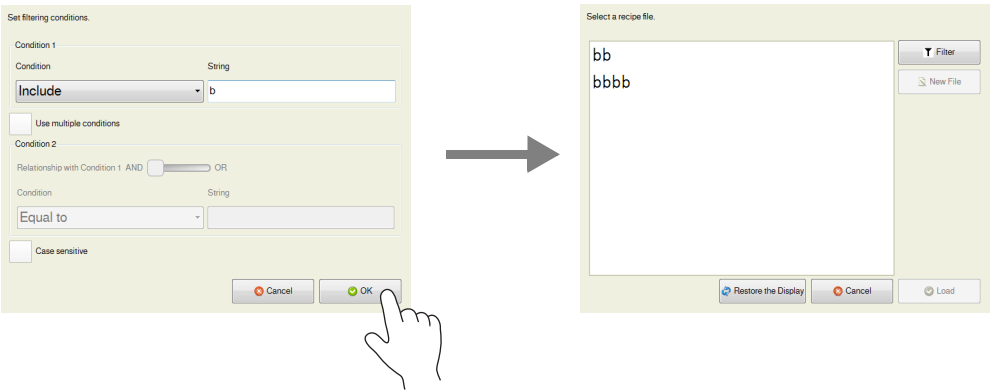 Set filtering conditions.
Condition 1
Condition String
Include b
Use multiple conditions
Condition 2
Relationship with Condition 1 AND OR
Condition String
Equal to
Case sensitive
Cancel OK
Select a recipe file.
bb
bbbb
Filter
New File
Restore the Display Cancel Load